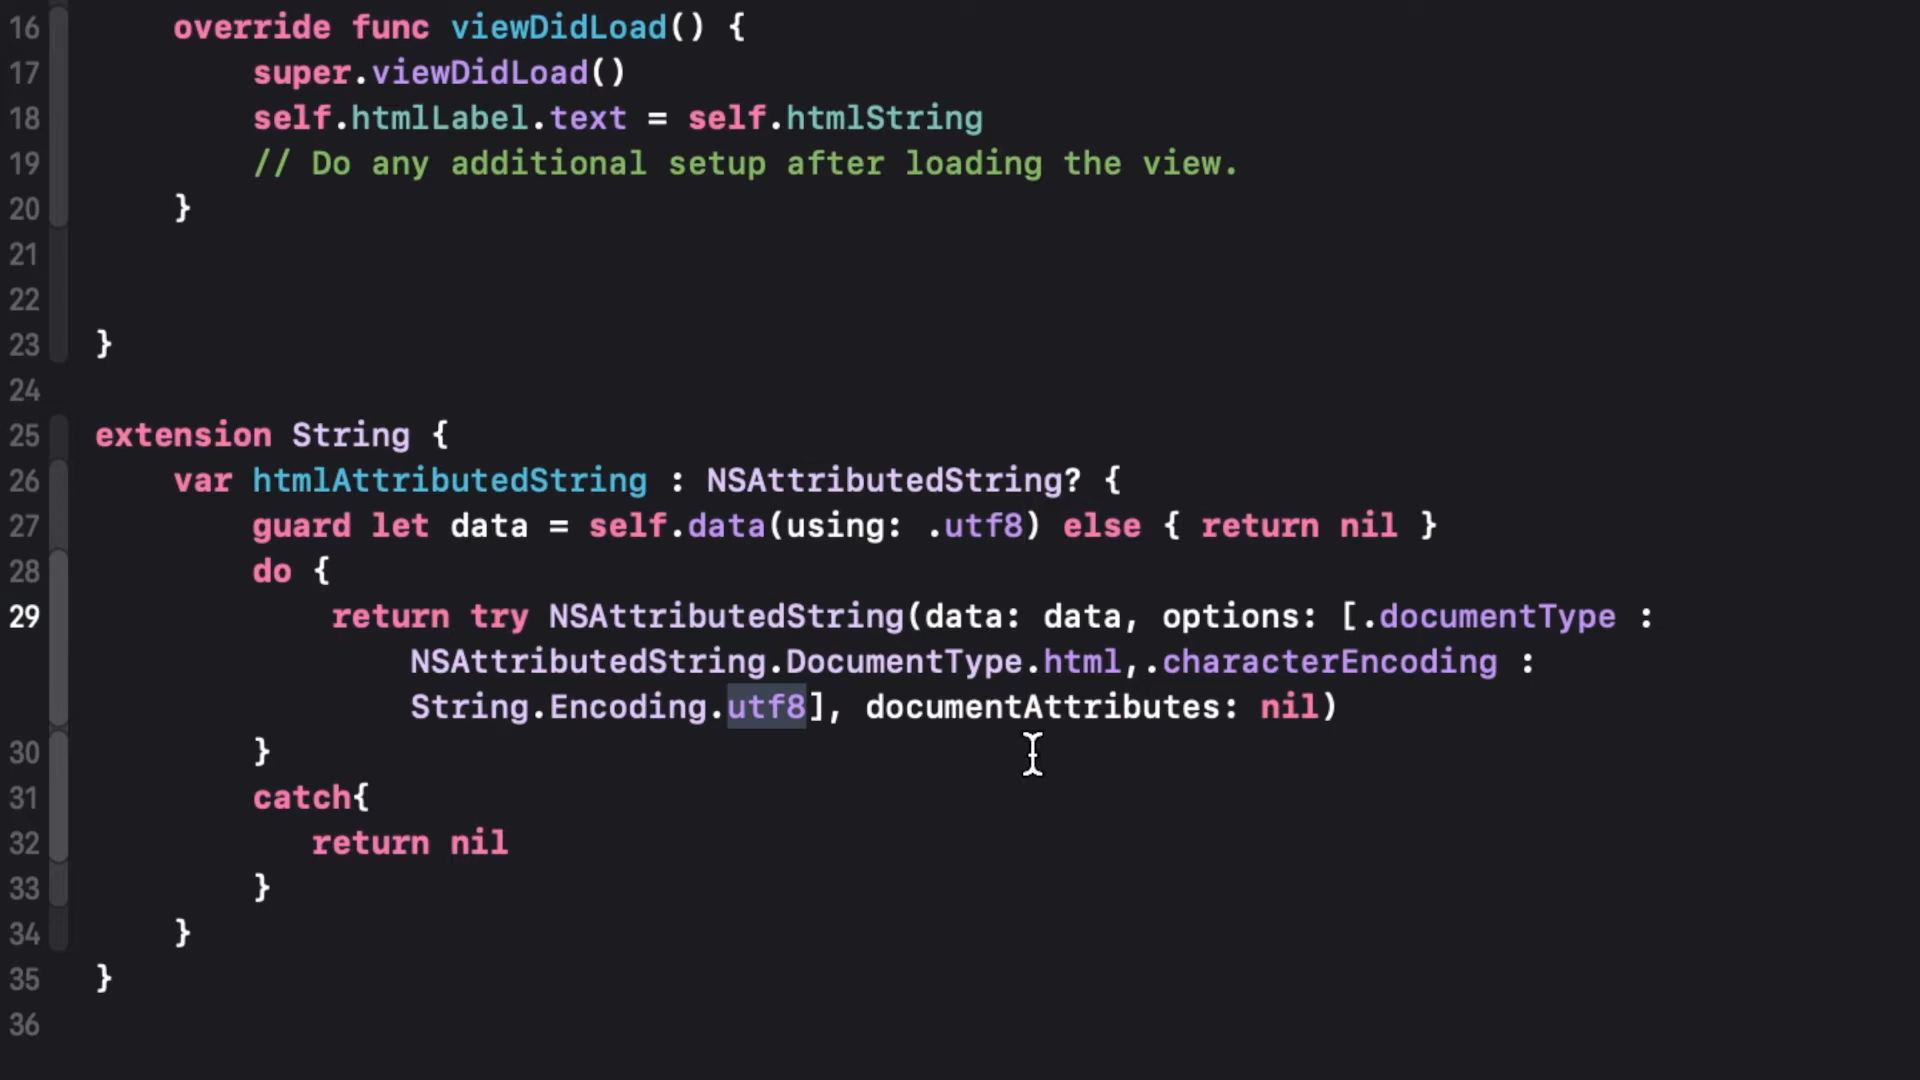 16 override func viewDidLoad() {
17 super.viewDidLoad()
18 self.htmlLabel.text = self.htmlString
19 // Do any additional setup after loading the view.
20 }
21
22
23 }
24
25 extension String {
26 var htmlAttributedString : NSAttributedString? {
27 guard let data = self.data(using: .utf8) else { return nil }
28 do {
29 return try NSAttributedString(data: data, options: [.documentType :
NSAttributedString.DocumentType.html,.characterEncoding :
String.Encoding.utf8], documentAttributes: nil)
30 }
31 catch{
32 return nil
33 }
34 }
35 }
36